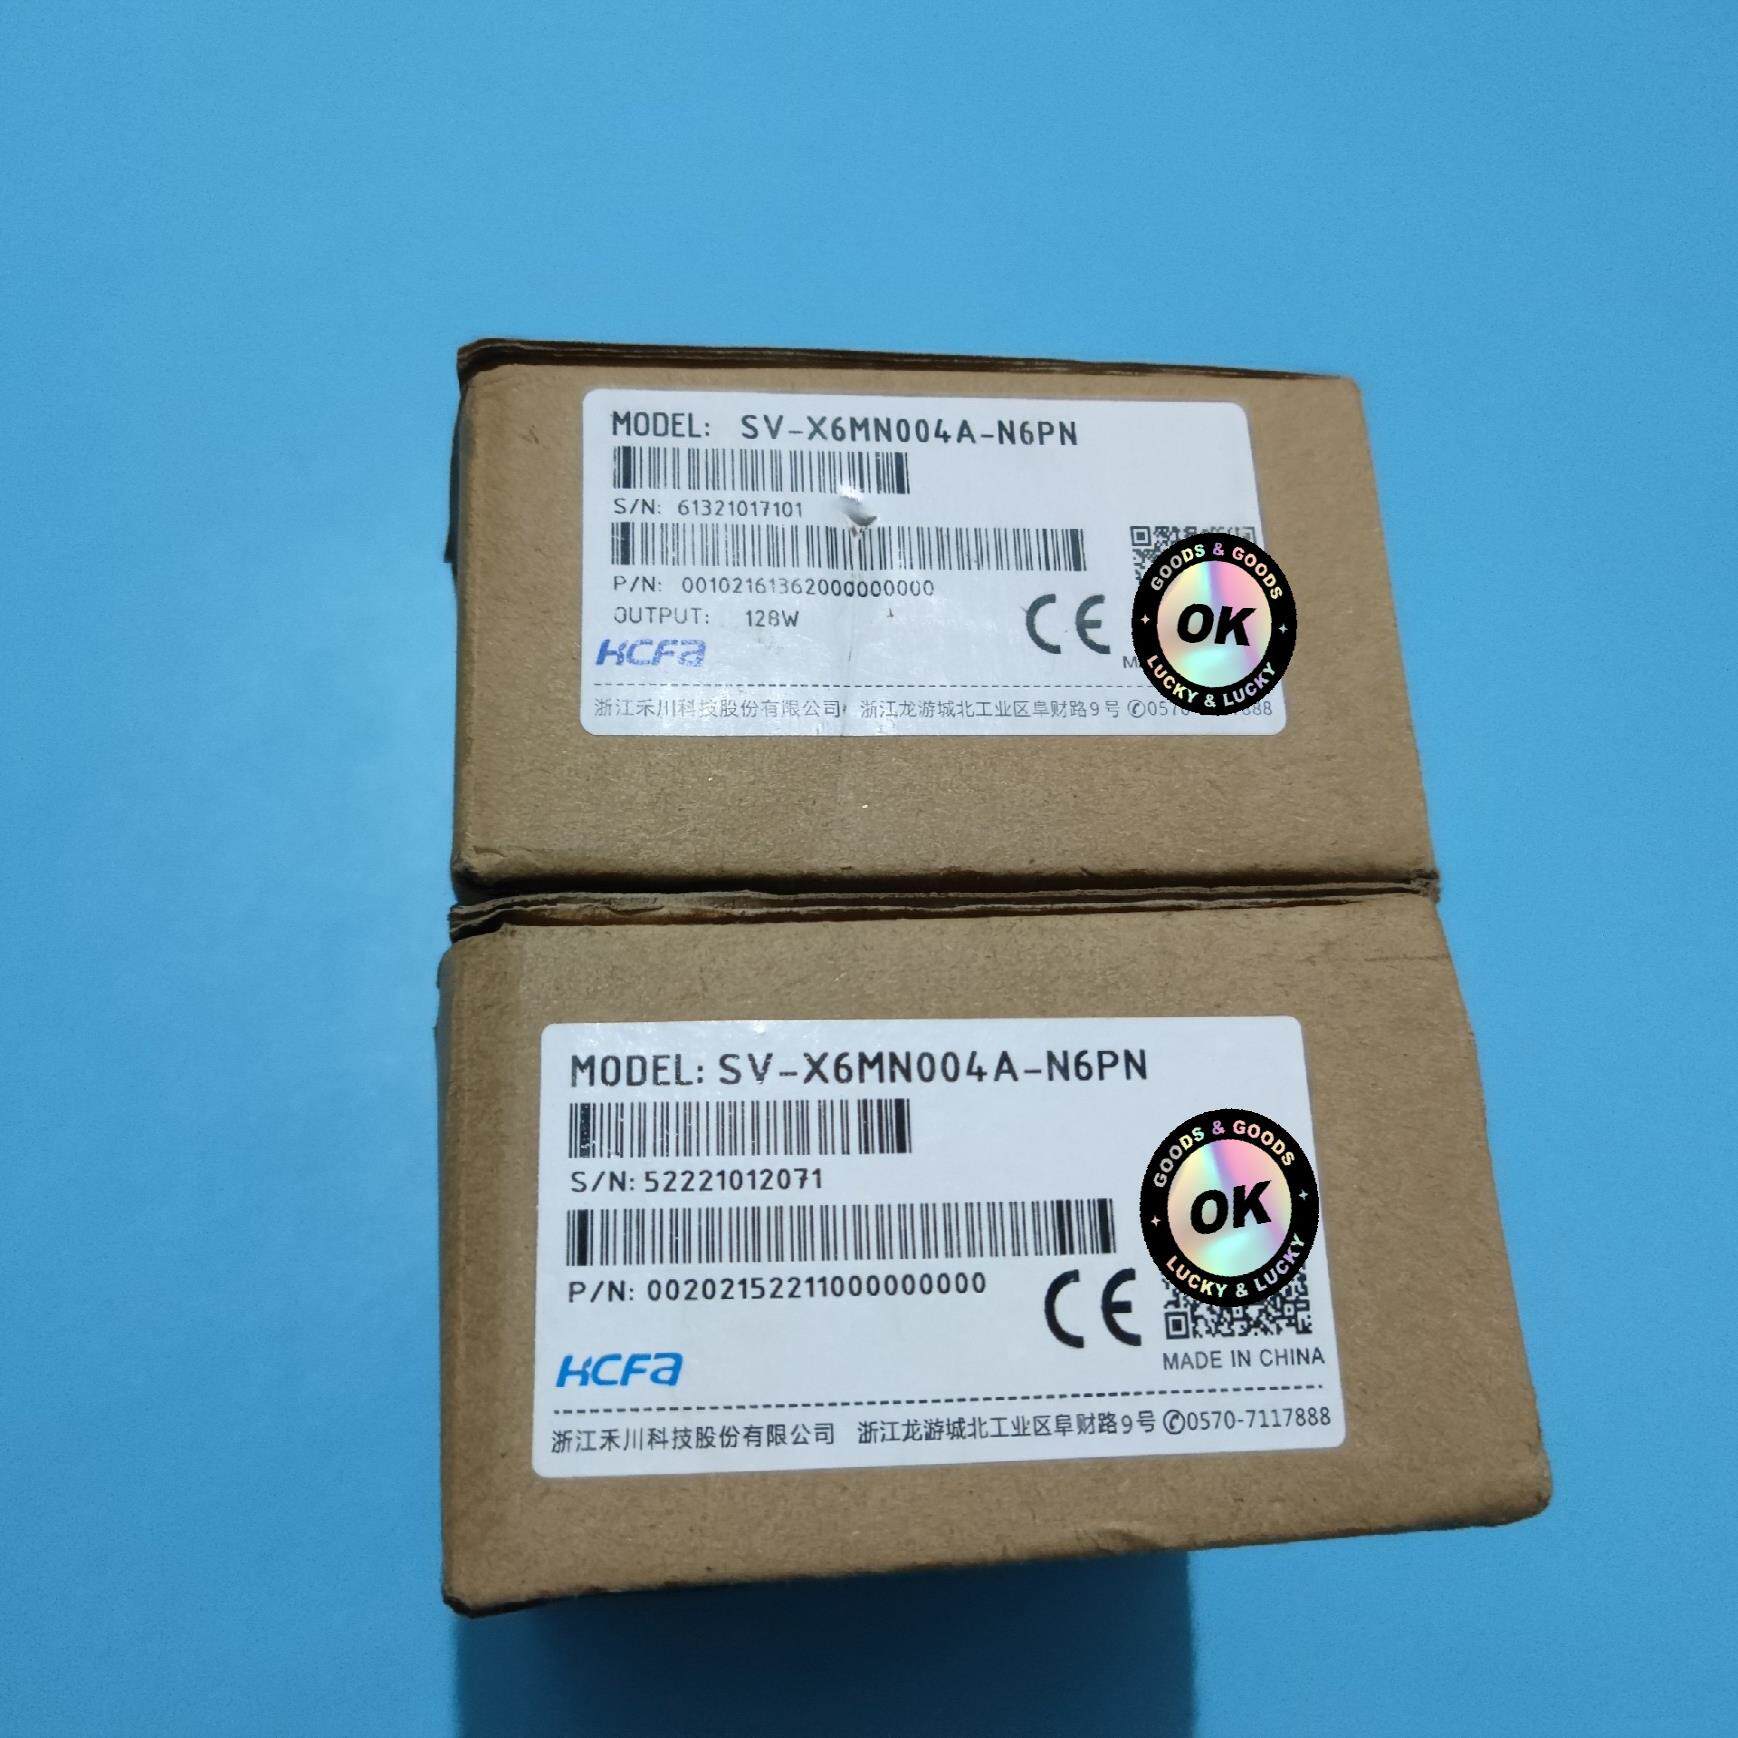 MODEL: SV-X6MN004A-N6PN
S/N: 61321017101
P/N: 00102161362000000000
OUTPUT: 128W
CE
HCFa
浙江禾川科技股份有限公司 浙江龙游城北工业区阜财路9号 ✆0570
GOODS & GOODS
OK
LUCKY & LUCKY
MODEL: SV-X6MN004A-N6PN
S/N: 52221012071
P/N: 00202152211000000000
CE
HCFa
MADE IN CHINA
浙江禾川科技股份有限公司 浙江龙游城北工业区阜财路9号 ✆0570-7117888
GOODS & GOODS
OK
LUCKY & LUCKY